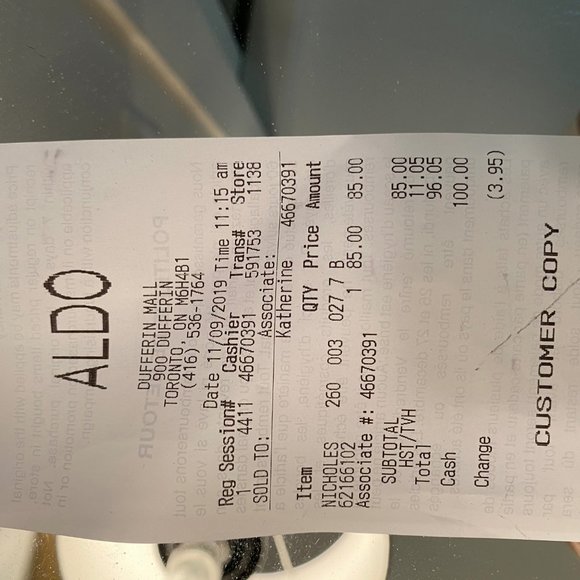 ALDO
DUFFERIN MALL
900 DUFFERIN
TORONTO, ON M6H4B1
(416) 536-1764
Date 11/09/2019 Time 11:15 am
Reg Session# Cashier Trans# Store
1 4411 46670391 591753 1138
SOLD TO: Associate:
Katherine 46670391
Item QTY Price Amount
NICHOLES 260 003 027,7 B
62166102 1 85.00 85.00
Associate #: 46670391
SUBTOTAL 85.00
HST/TVH 11.05
Total 96.05
Cash 100.00
Change (3.95)
CUSTOMER COPY